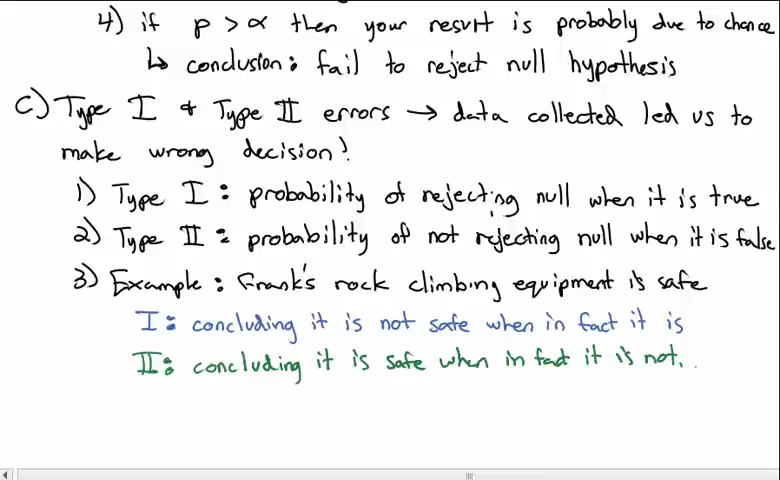 4) if p > α then your result is probably due to chance
↳ conclusion: fail to reject null hypothesis
C) Type I + Type II errors → data collected led us to
make wrong decision!
1) Type I: probability of rejecting null when it is true
2) Type II: probability of not rejecting null when it is false
3) Example: Frank's rock climbing equipment is safe
I: concluding it is not safe when in fact it is
II: concluding it is safe when in fact it is not.